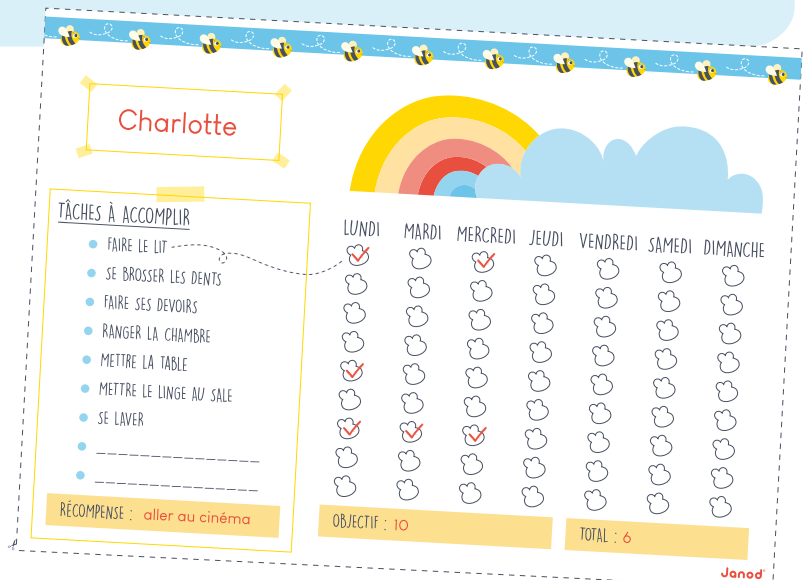 Charlotte
TÂCHES À ACCOMPLIR
FAIRE LE LIT
SE BROSSER LES DENTS
FAIRE SES DEVOIRS
RANGER LA CHAMBRE
METTRE LA TABLE
METTRE LE LINGE AU SALE
SE LAVER
RÉCOMPENSE : aller au cinéma
LUNDI MARDI MERCREDI JEUDI VENDREDI SAMEDI DIMANCHE
OBJECTIF : 10
TOTAL : 6
Janod